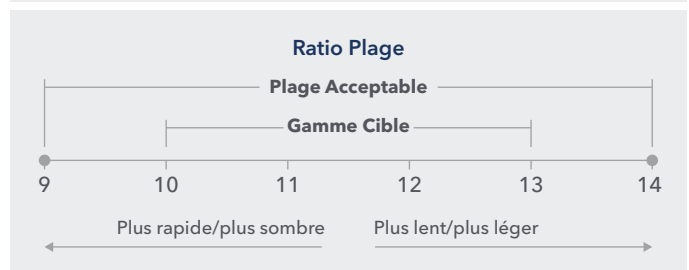 Ratio Plage
Plage Acceptable
Gamme Cible
9 10 11 12 13 14
Plus rapide/plus sombre Plus lent/plus léger